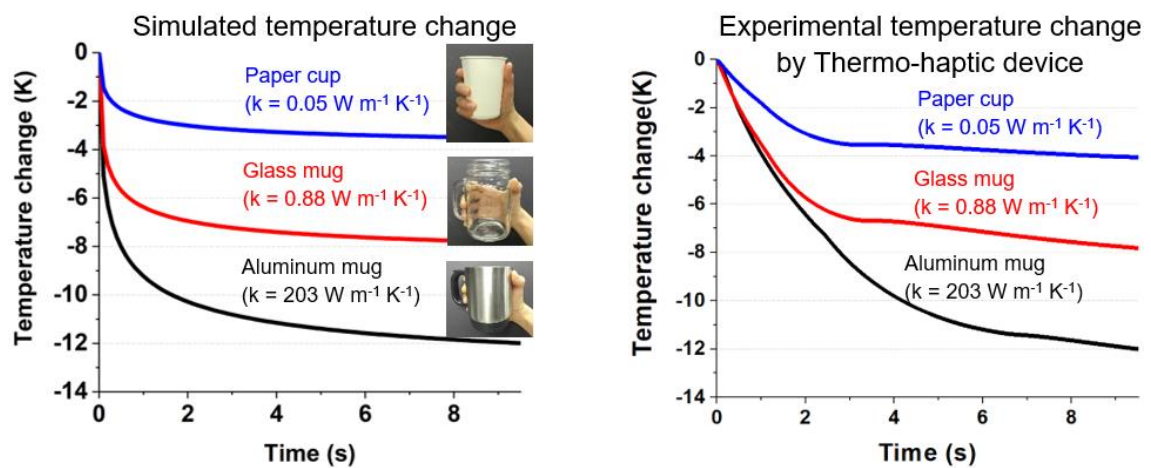 Simulated temperature change
Temperature change (K)
0
-2
-4
-6
-8
-10
-12
-14
Paper cup
(k = 0.05 W m⁻¹ K⁻¹)
Glass mug
(k = 0.88 W m⁻¹ K⁻¹)
Aluminum mug
(k = 203 W m⁻¹ K⁻¹)
0 2 4 6 8
Time (s)
Experimental temperature change
by Thermo-haptic device
Temperature change(K)
0
-2
-4
-6
-8
-10
-12
-14
Paper cup
(k = 0.05 W m⁻¹ K⁻¹)
Glass mug
(k = 0.88 W m⁻¹ K⁻¹)
Aluminum mug
(k = 203 W m⁻¹ K⁻¹)
0 2 4 6 8
Time (s)